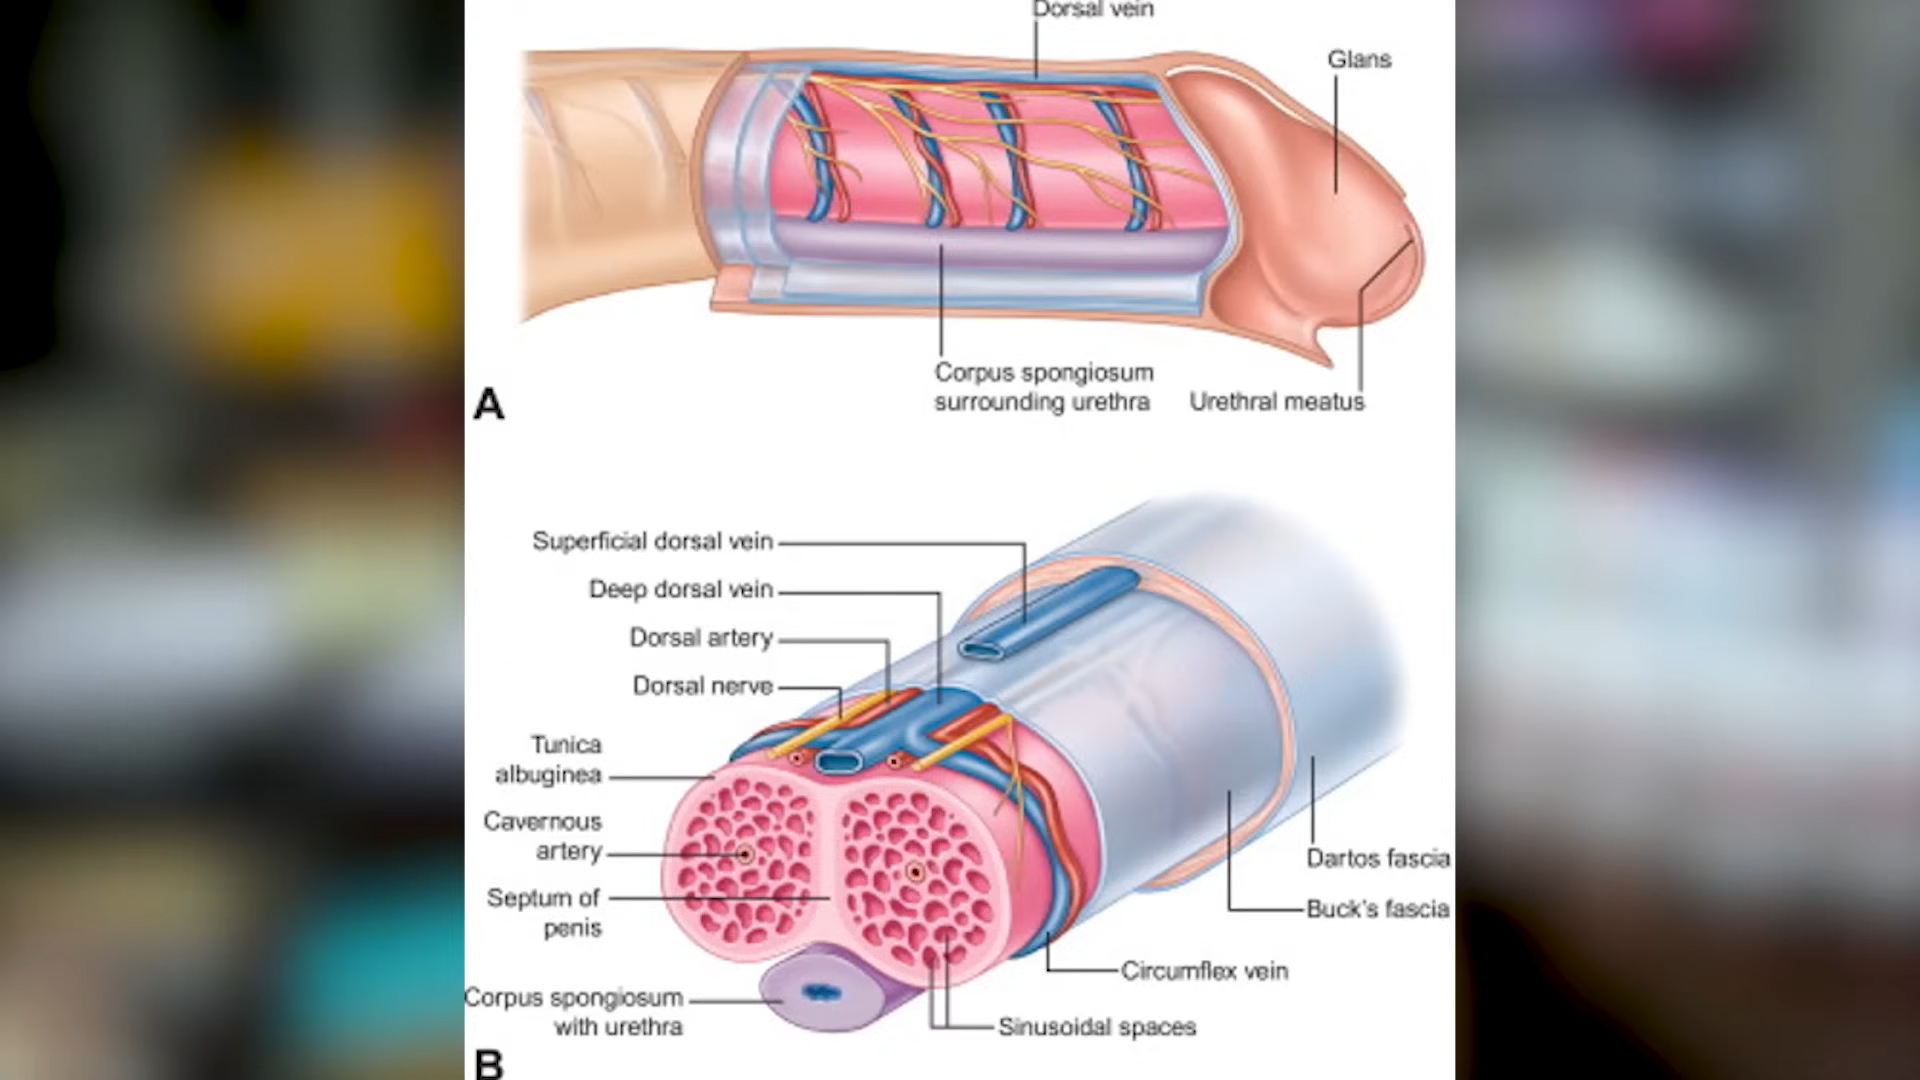 Dorsal vein
Glans
Corpus spongiosum
surrounding urethra
Urethral meatus
A
Superficial dorsal vein
Deep dorsal vein
Dorsal artery
Dorsal nerve
Tunica
albuginea
Cavernous
artery
Septum of
penis
Corpus spongiosum
with urethra
Dartos fascia
Buck's fascia
Circumflex vein
Sinusoidal spaces
B